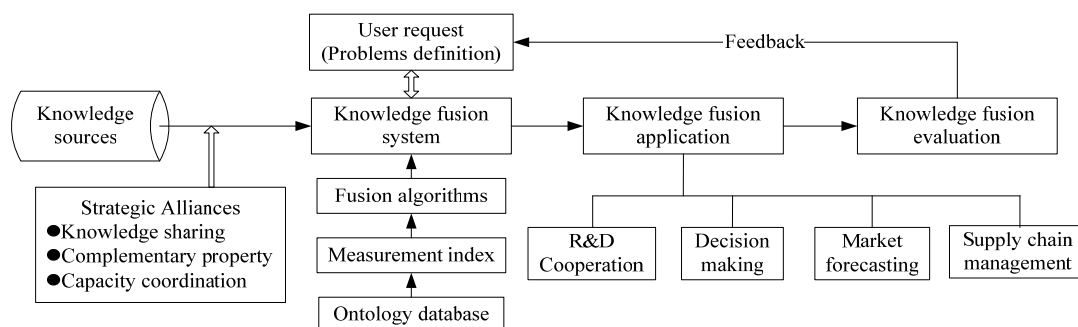 User request
(Problems definition)
Feedback
Knowledge
sources
Knowledge fusion
system
Knowledge fusion
application
Knowledge fusion
evaluation
Strategic Alliances
●Knowledge sharing
●Complementary property
●Capacity coordination
Fusion algorithms
Measurement index
Ontology database
R&D
Cooperation
Decision
making
Market
forecasting
Supply chain
management